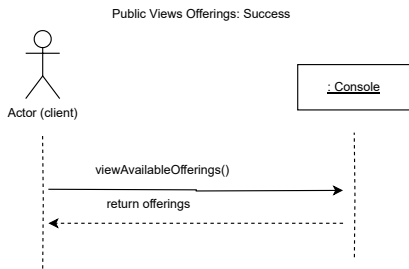 Public Views Offerings: Success
: Console
Actor (client)
viewAvailableOfferings()
return offerings